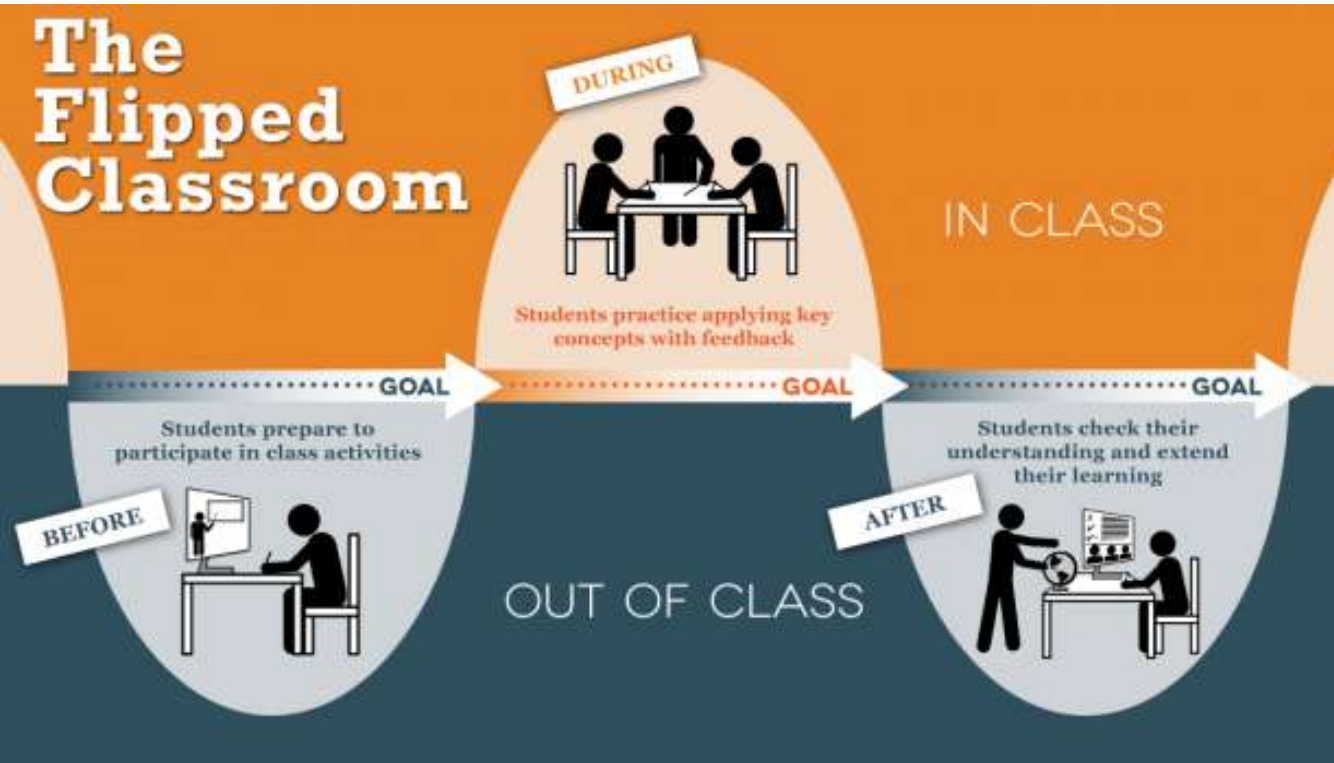 The
Flipped
Classroom
DURING
IN CLASS
Students practice applying key
concepts with feedback
GOAL
GOAL
GOAL
Students prepare to
participate in class activities
BEFORE
OUT OF CLASS
Students check their
understanding and extend
their learning
AFTER